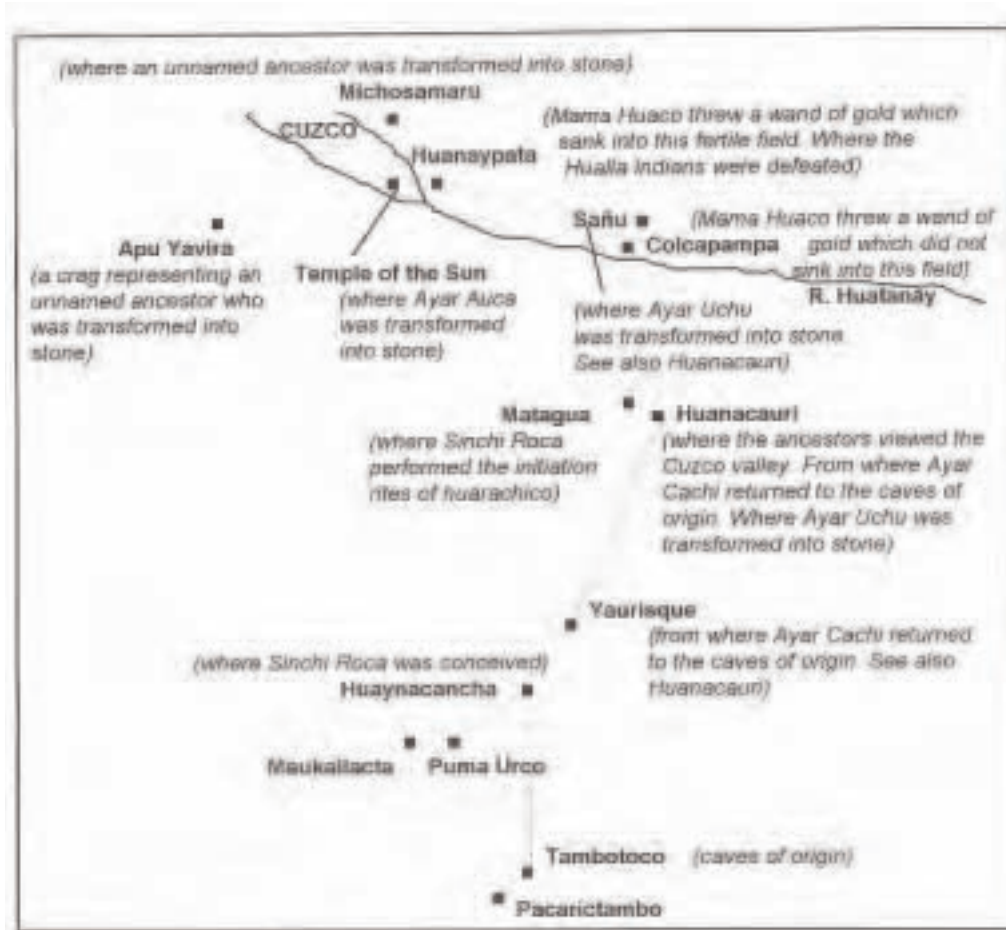 (where an unnamed ancestor was transformed into stone)
Michosamaru
CUZCO
(Mama Huaco threw a wand of gold which
sank into this fertile field. Where the
Hualla Indians were defeated)
Huanaypata
Sañu
(Mama Huaco threw a wand of
gold which did not
sink into this field)
Colcapampa
R. Huatanay
Apu Yavira
(a crag representing an
unnamed ancestor who
was transformed into
stone)
Temple of the Sun
(where Ayar Auca
was transformed
into stone)
(where Ayar Uchu
was transformed into stone.
See also Huanacauri)
Matagua
(where Sinchi Roca
performed the initiation
rites of huarachico)
Huanacauri
(where the ancestors viewed the
Cuzco valley. From where Ayar
Cachi returned to the caves of
origin. Where Ayar Uchu was
transformed into stone)
Yaurisque
(from where Ayar Cachi returned
to the caves of origin. See also
Huanacauri)
(where Sinchi Roca was conceived)
Huaynacancha
Maukallacta
Puma Urco
Tambotoco (caves of origin)
Pacarictambo